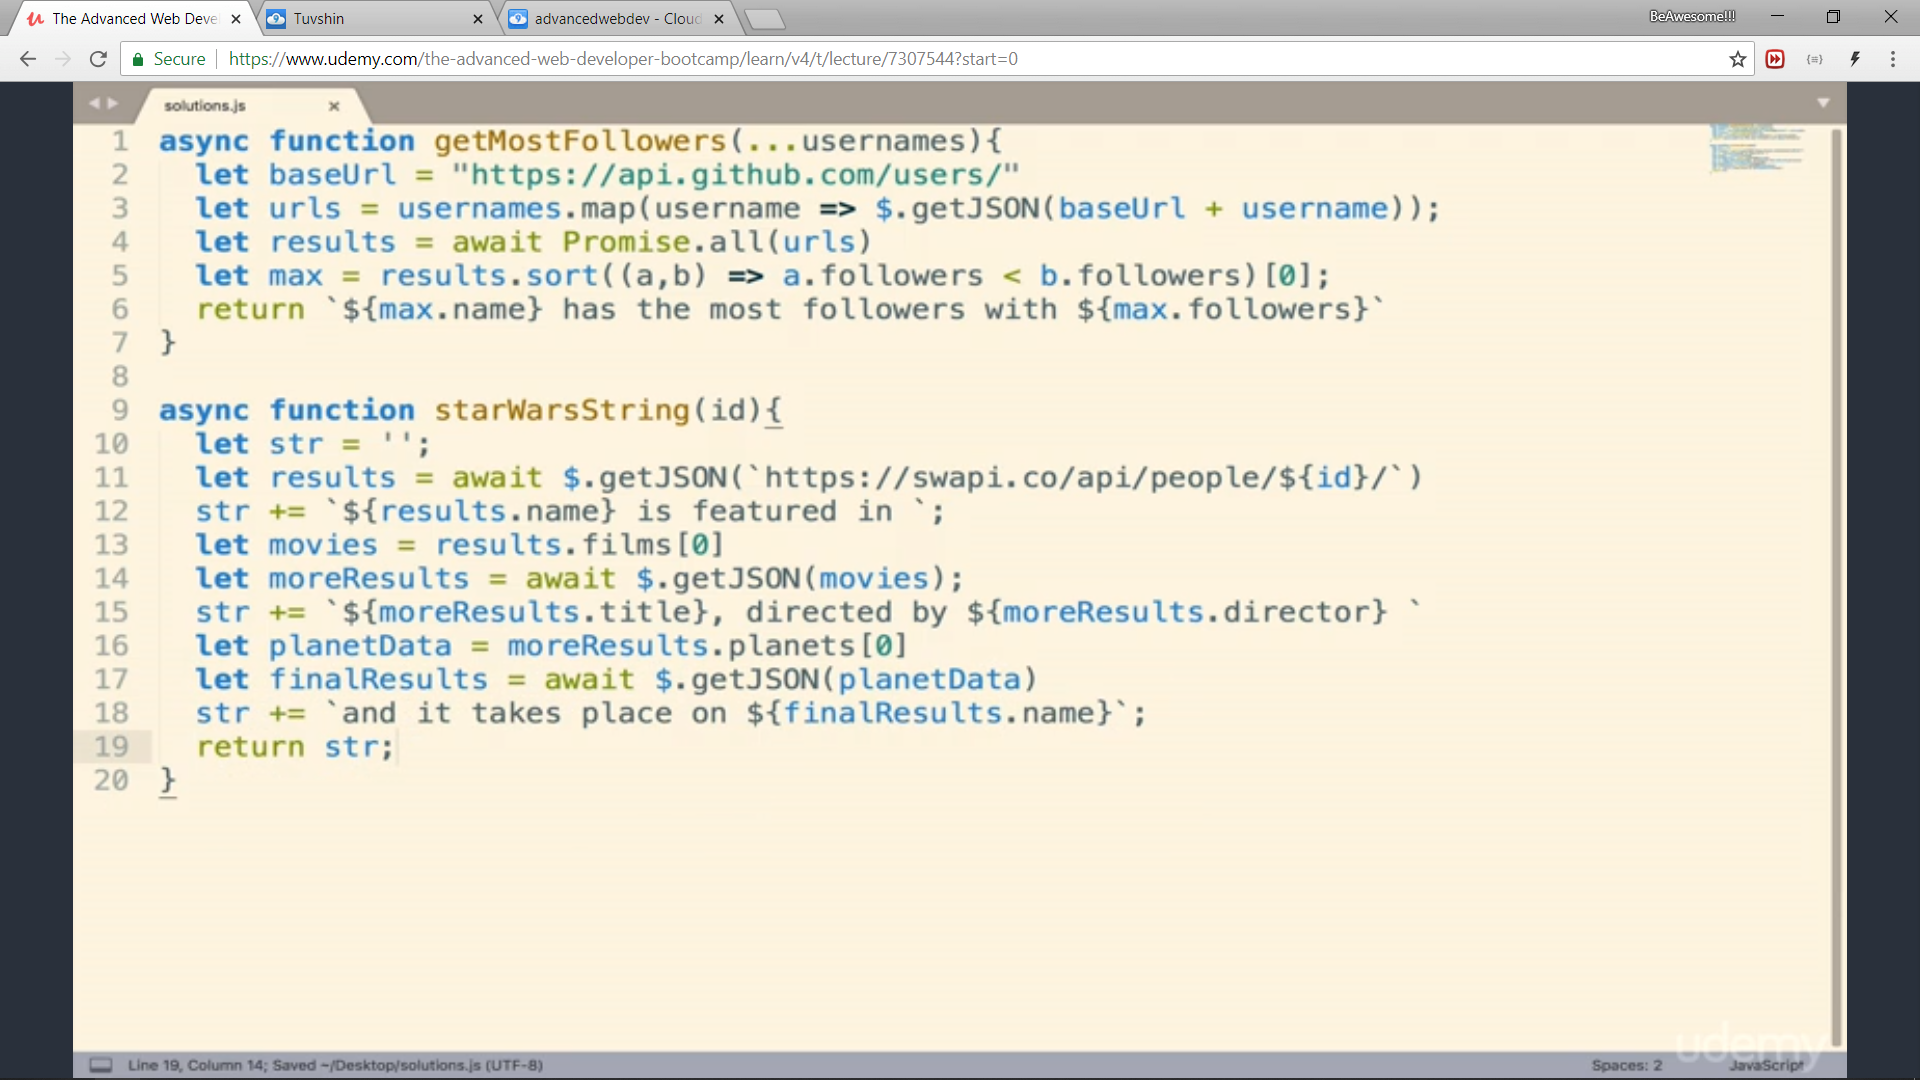 The Advanced Web Deve
Tuvshin
advancedwebdev - Cloud
BeAwesome!!!
Secure
https://www.udemy.com/the-advanced-web-developer-bootcamp/learn/v4/t/lecture/7307544?start=0
solutions.js
1 async function getMostFollowers(...usernames){
2 let baseUrl = "https://api.github.com/users/"
3 let urls = usernames.map(username => $.getJSON(baseUrl + username));
4 let results = await Promise.all(urls)
5 let max = results.sort((a,b) => a.followers < b.followers)[0];
6 return `${max.name} has the most followers with ${max.followers}`
7 }
8
9 async function starWarsString(id){
10 let str = '';
11 let results = await $.getJSON(`https://swapi.co/api/people/${id}/`)
12 str += `${results.name} is featured in `;
13 let movies = results.films[0]
14 let moreResults = await $.getJSON(movies);
15 str += `${moreResults.title}, directed by ${moreResults.director} `
16 let planetData = moreResults.planets[0]
17 let finalResults = await $.getJSON(planetData)
18 str += `and it takes place on ${finalResults.name}`;
19 return str;
20 }
udemy
Line 19, Column 14; Saved ~/Desktop/solutions.js (UTF-8)
Spaces: 2
JavaScript